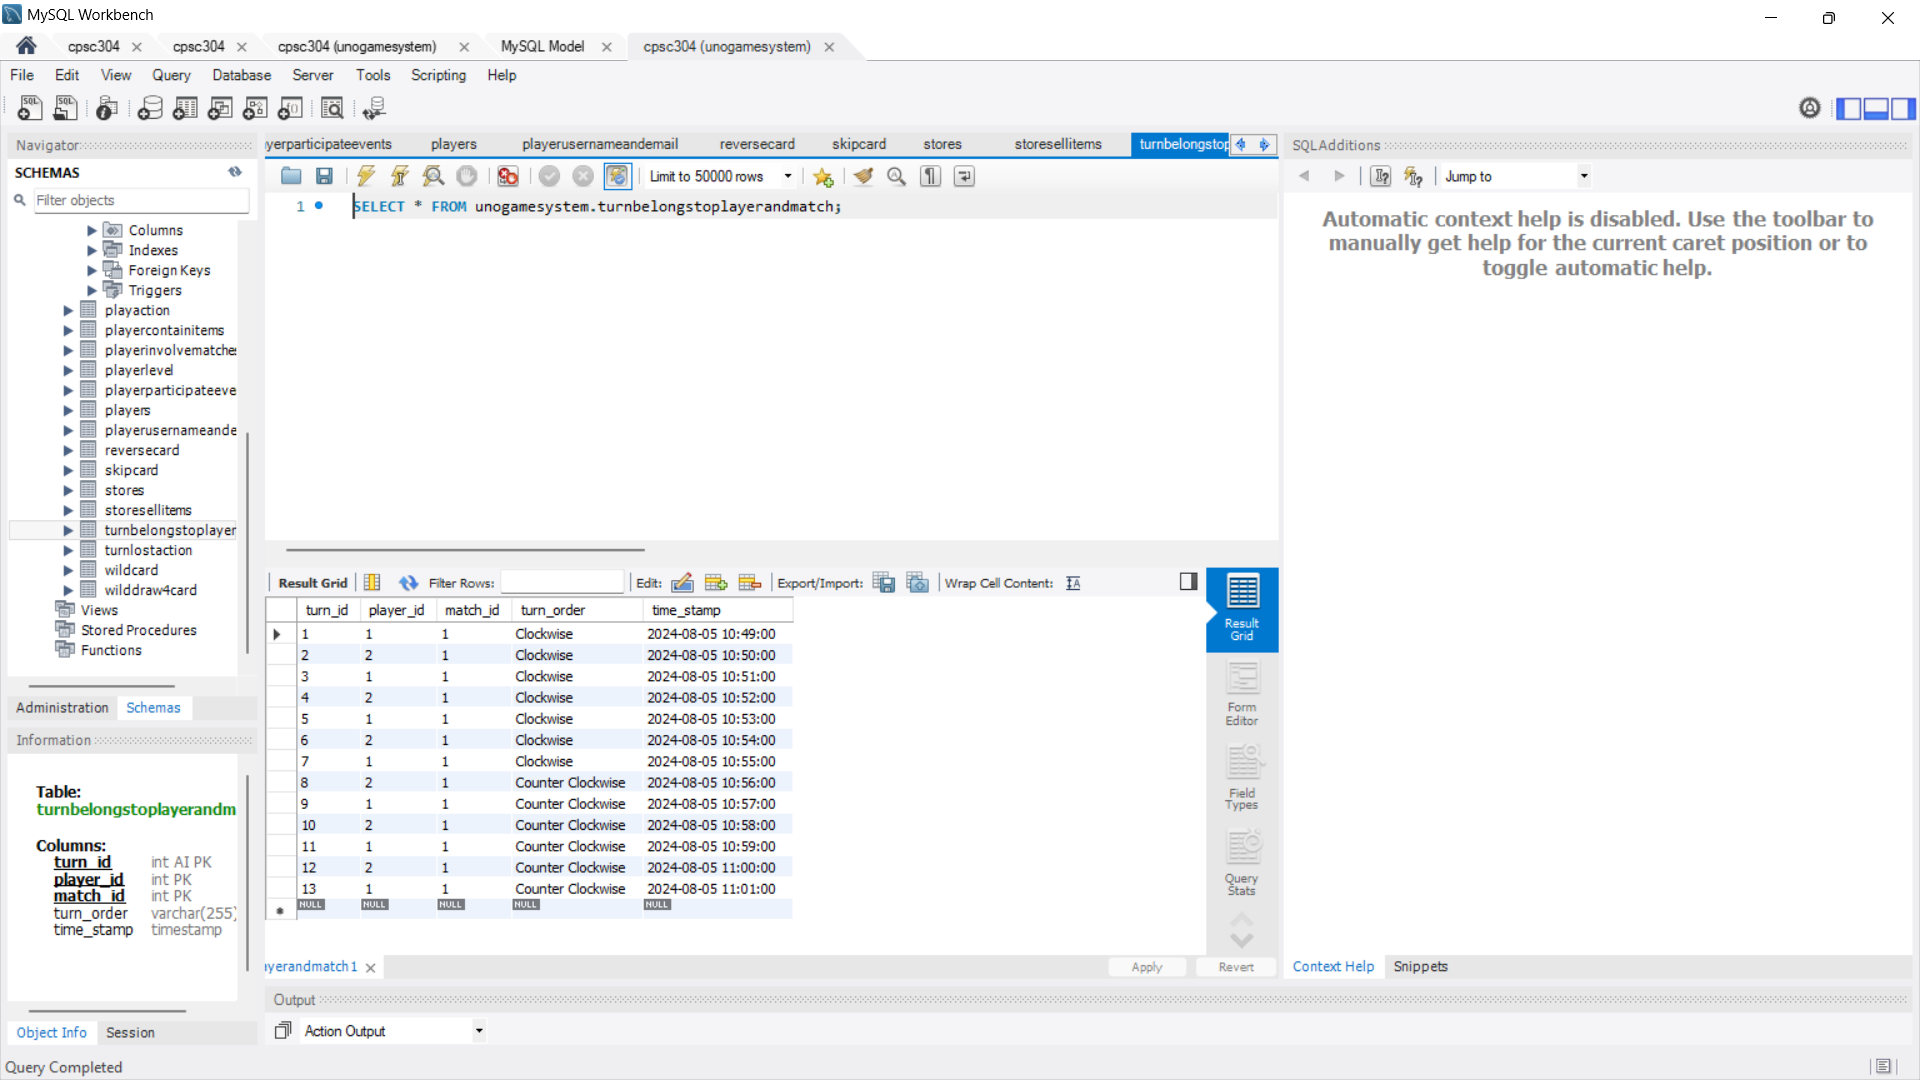 MySQL Workbench
cpsc304
cpsc304
cpsc304 (unogamesystem)
MySQL Model
cpsc304 (unogamesystem)
File Edit View Query Database Server Tools Scripting Help
Navigator
SCHEMAS
Filter objects
Columns
Indexes
Foreign Keys
Triggers
playaction
playercontainitems
playerinvolvematche
playerlevel
playerparticipateeve
players
playerusernameande
reversecard
skipcard
stores
storesellitems
turnbelongstoplayer
turnlostaction
wildcard
wilddraw4card
Views
Stored Procedures
Functions
Administration Schemas
Information
Table:
turnbelongstoplayerandm
Columns:
turn_id int AI PK
player_id int PK
match_id int PK
turn_order varchar(255)
time_stamp timestamp
Object Info Session
Query Completed
yerparticipateevents players playerusernameandemail reversecard skipcard stores storesellitems turnbelongstop
Limit to 50000 rows
1 SELECT * FROM unogamesystem.turnbelongstoplayerandmatch;
Result Grid Filter Rows: Edit: Export/Import: Wrap Cell Content:
turn_id player_id match_id turn_order time_stamp
1 1 1 Clockwise 2024-08-05 10:49:00
2 2 1 Clockwise 2024-08-05 10:50:00
3 1 1 Clockwise 2024-08-05 10:51:00
4 2 1 Clockwise 2024-08-05 10:52:00
5 1 1 Clockwise 2024-08-05 10:53:00
6 2 1 Clockwise 2024-08-05 10:54:00
7 1 1 Clockwise 2024-08-05 10:55:00
8 2 1 Counter Clockwise 2024-08-05 10:56:00
9 1 1 Counter Clockwise 2024-08-05 10:57:00
10 2 1 Counter Clockwise 2024-08-05 10:58:00
11 1 1 Counter Clockwise 2024-08-05 10:59:00
12 2 1 Counter Clockwise 2024-08-05 11:00:00
13 1 1 Counter Clockwise 2024-08-05 11:01:00
NULL NULL NULL NULL NULL
Result
Grid
Form
Editor
Field
Types
Query
Stats
yerandmatch 1
Apply Revert
Output
Action Output
SQLAdditions
Jump to
Automatic context help is disabled. Use the toolbar to
manually get help for the current caret position or to
toggle automatic help.
Context Help Snippets